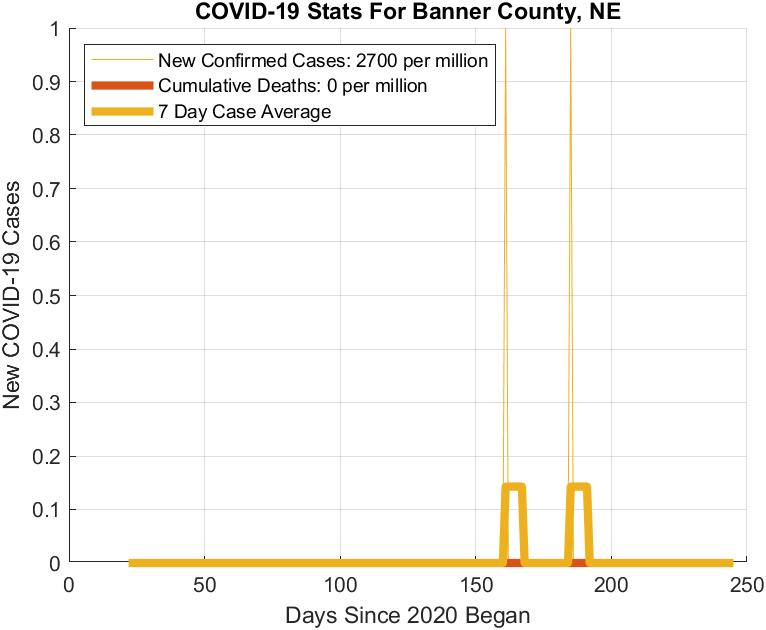 COVID-19 Stats For Banner County, NE
New Confirmed Cases: 2700 per million
Cumulative Deaths: 0 per million
7 Day Case Average
New COVID-19 Cases
1
0.9
0.8
0.7
0.6
0.5
0.4
0.3
0.2
0.1
0
0 50 100 150 200 250
Days Since 2020 Began